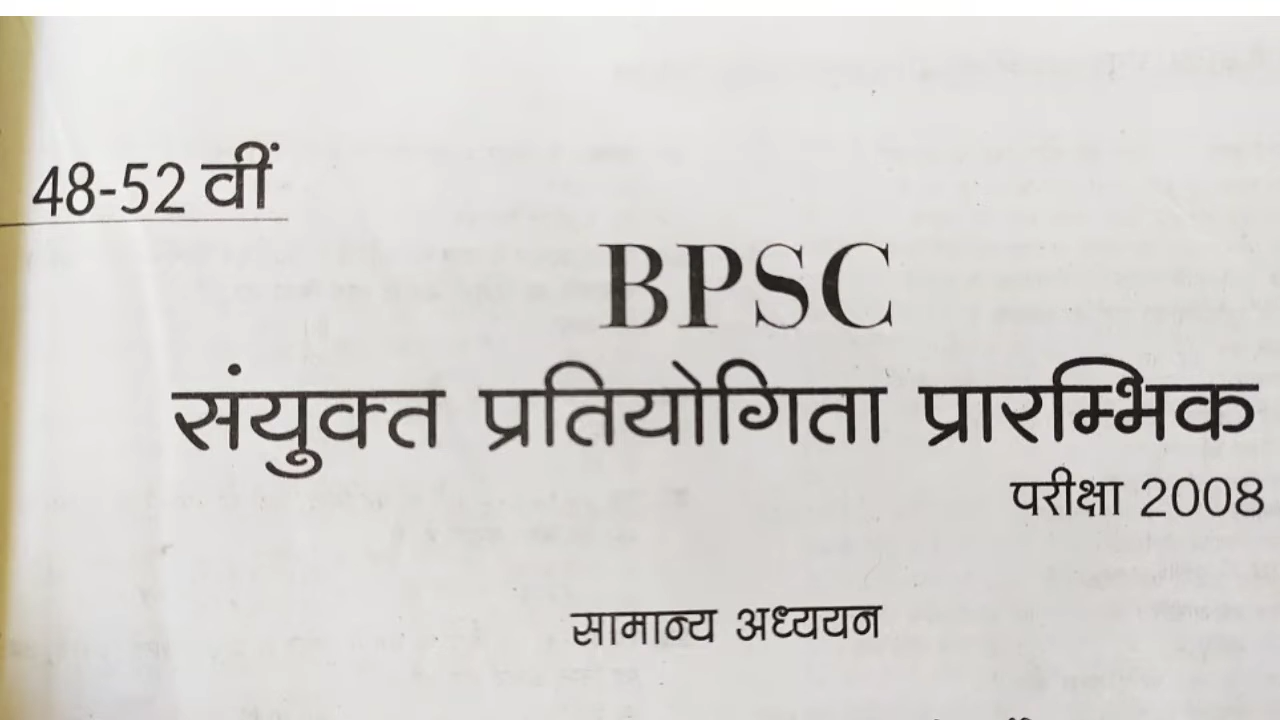 48-52 वीं
BPSC
संयुक्त प्रतियोगिता प्रारम्भिक
परीक्षा 2008
सामान्य अध्ययन